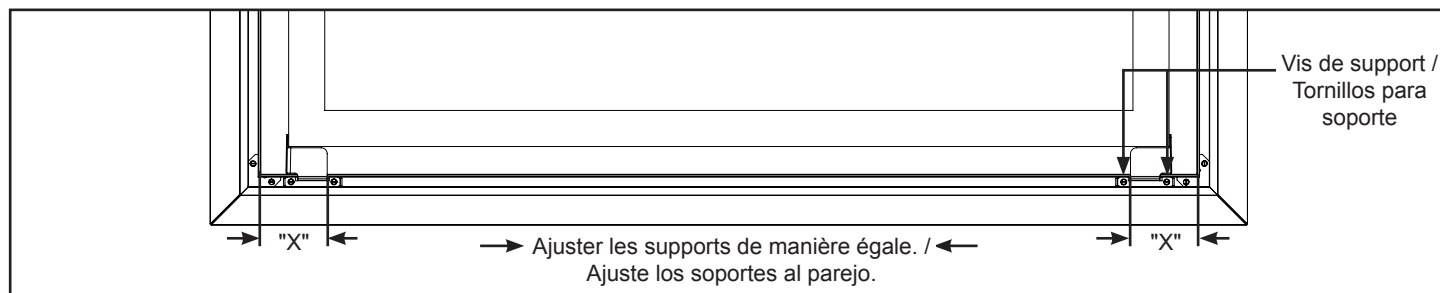 Vis de support /
Tornillos para
soporte
"X"
Ajuster les supports de manière égale. /
Ajuste los soportes al parejo.
"X"